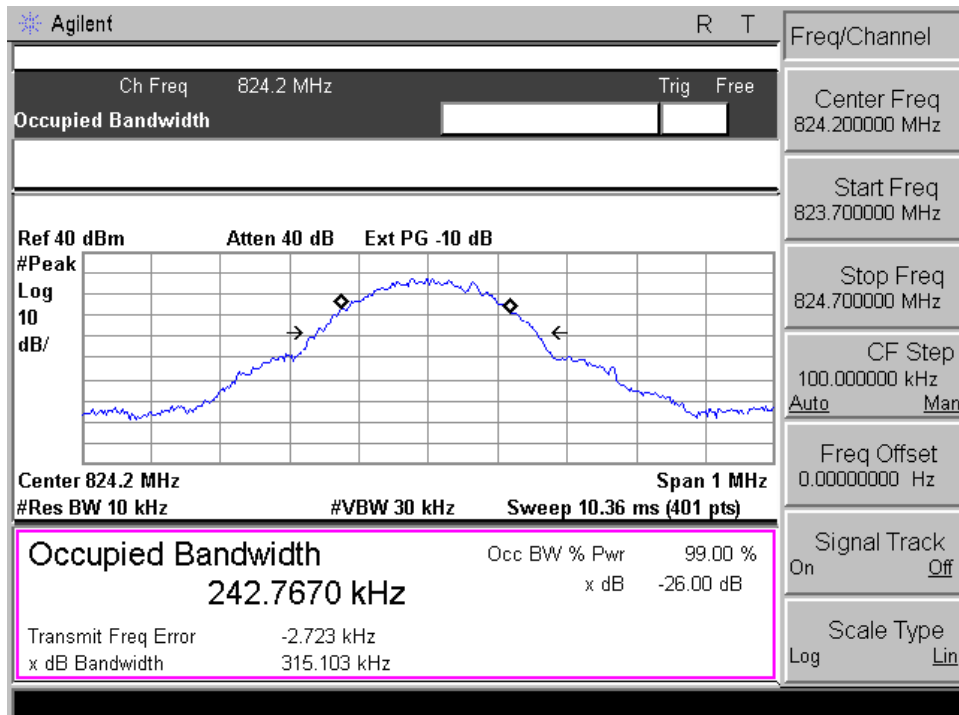 Agilent R T
Ch Freq 824.2 MHz Trig Free
Occupied Bandwidth
Ref 40 dBm Atten 40 dB Ext PG -10 dB
#Peak
Log
10
dB/
Center 824.2 MHz Span 1 MHz
#Res BW 10 kHz #VBW 30 kHz Sweep 10.36 ms (401 pts)
Occupied Bandwidth Occ BW % Pwr 99.00 %
242.7670 kHz x dB -26.00 dB
Transmit Freq Error -2.723 kHz
x dB Bandwidth 315.103 kHz
Freq/Channel
Center Freq
824.200000 MHz
Start Freq
823.700000 MHz
Stop Freq
824.700000 MHz
CF Step
100.000000 kHz
Auto Man
Freq Offset
0.00000000 Hz
Signal Track
On Off
Scale Type
Log Lin